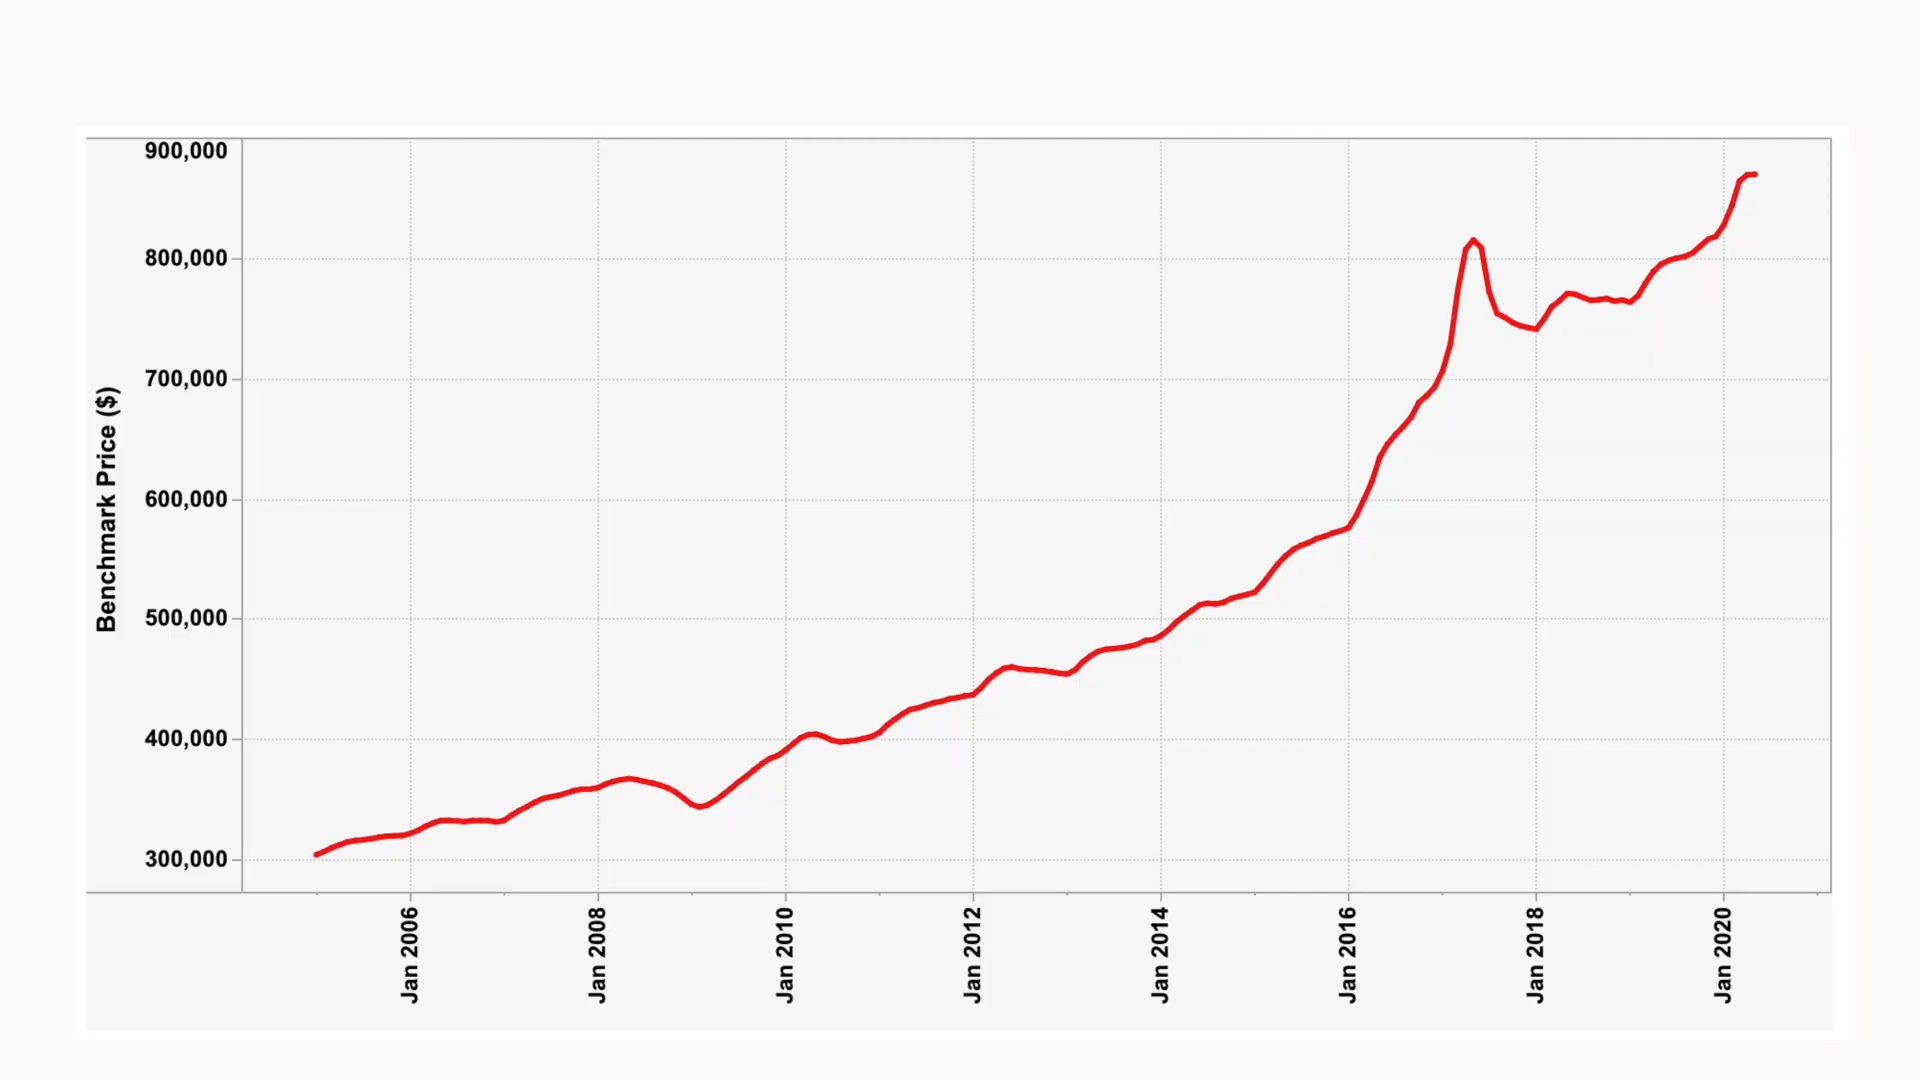 900,000
800,000
700,000
600,000
500,000
400,000
300,000
Benchmark Price ($)
Jan 2006
Jan 2008
Jan 2010
Jan 2012
Jan 2014
Jan 2016
Jan 2018
Jan 2020